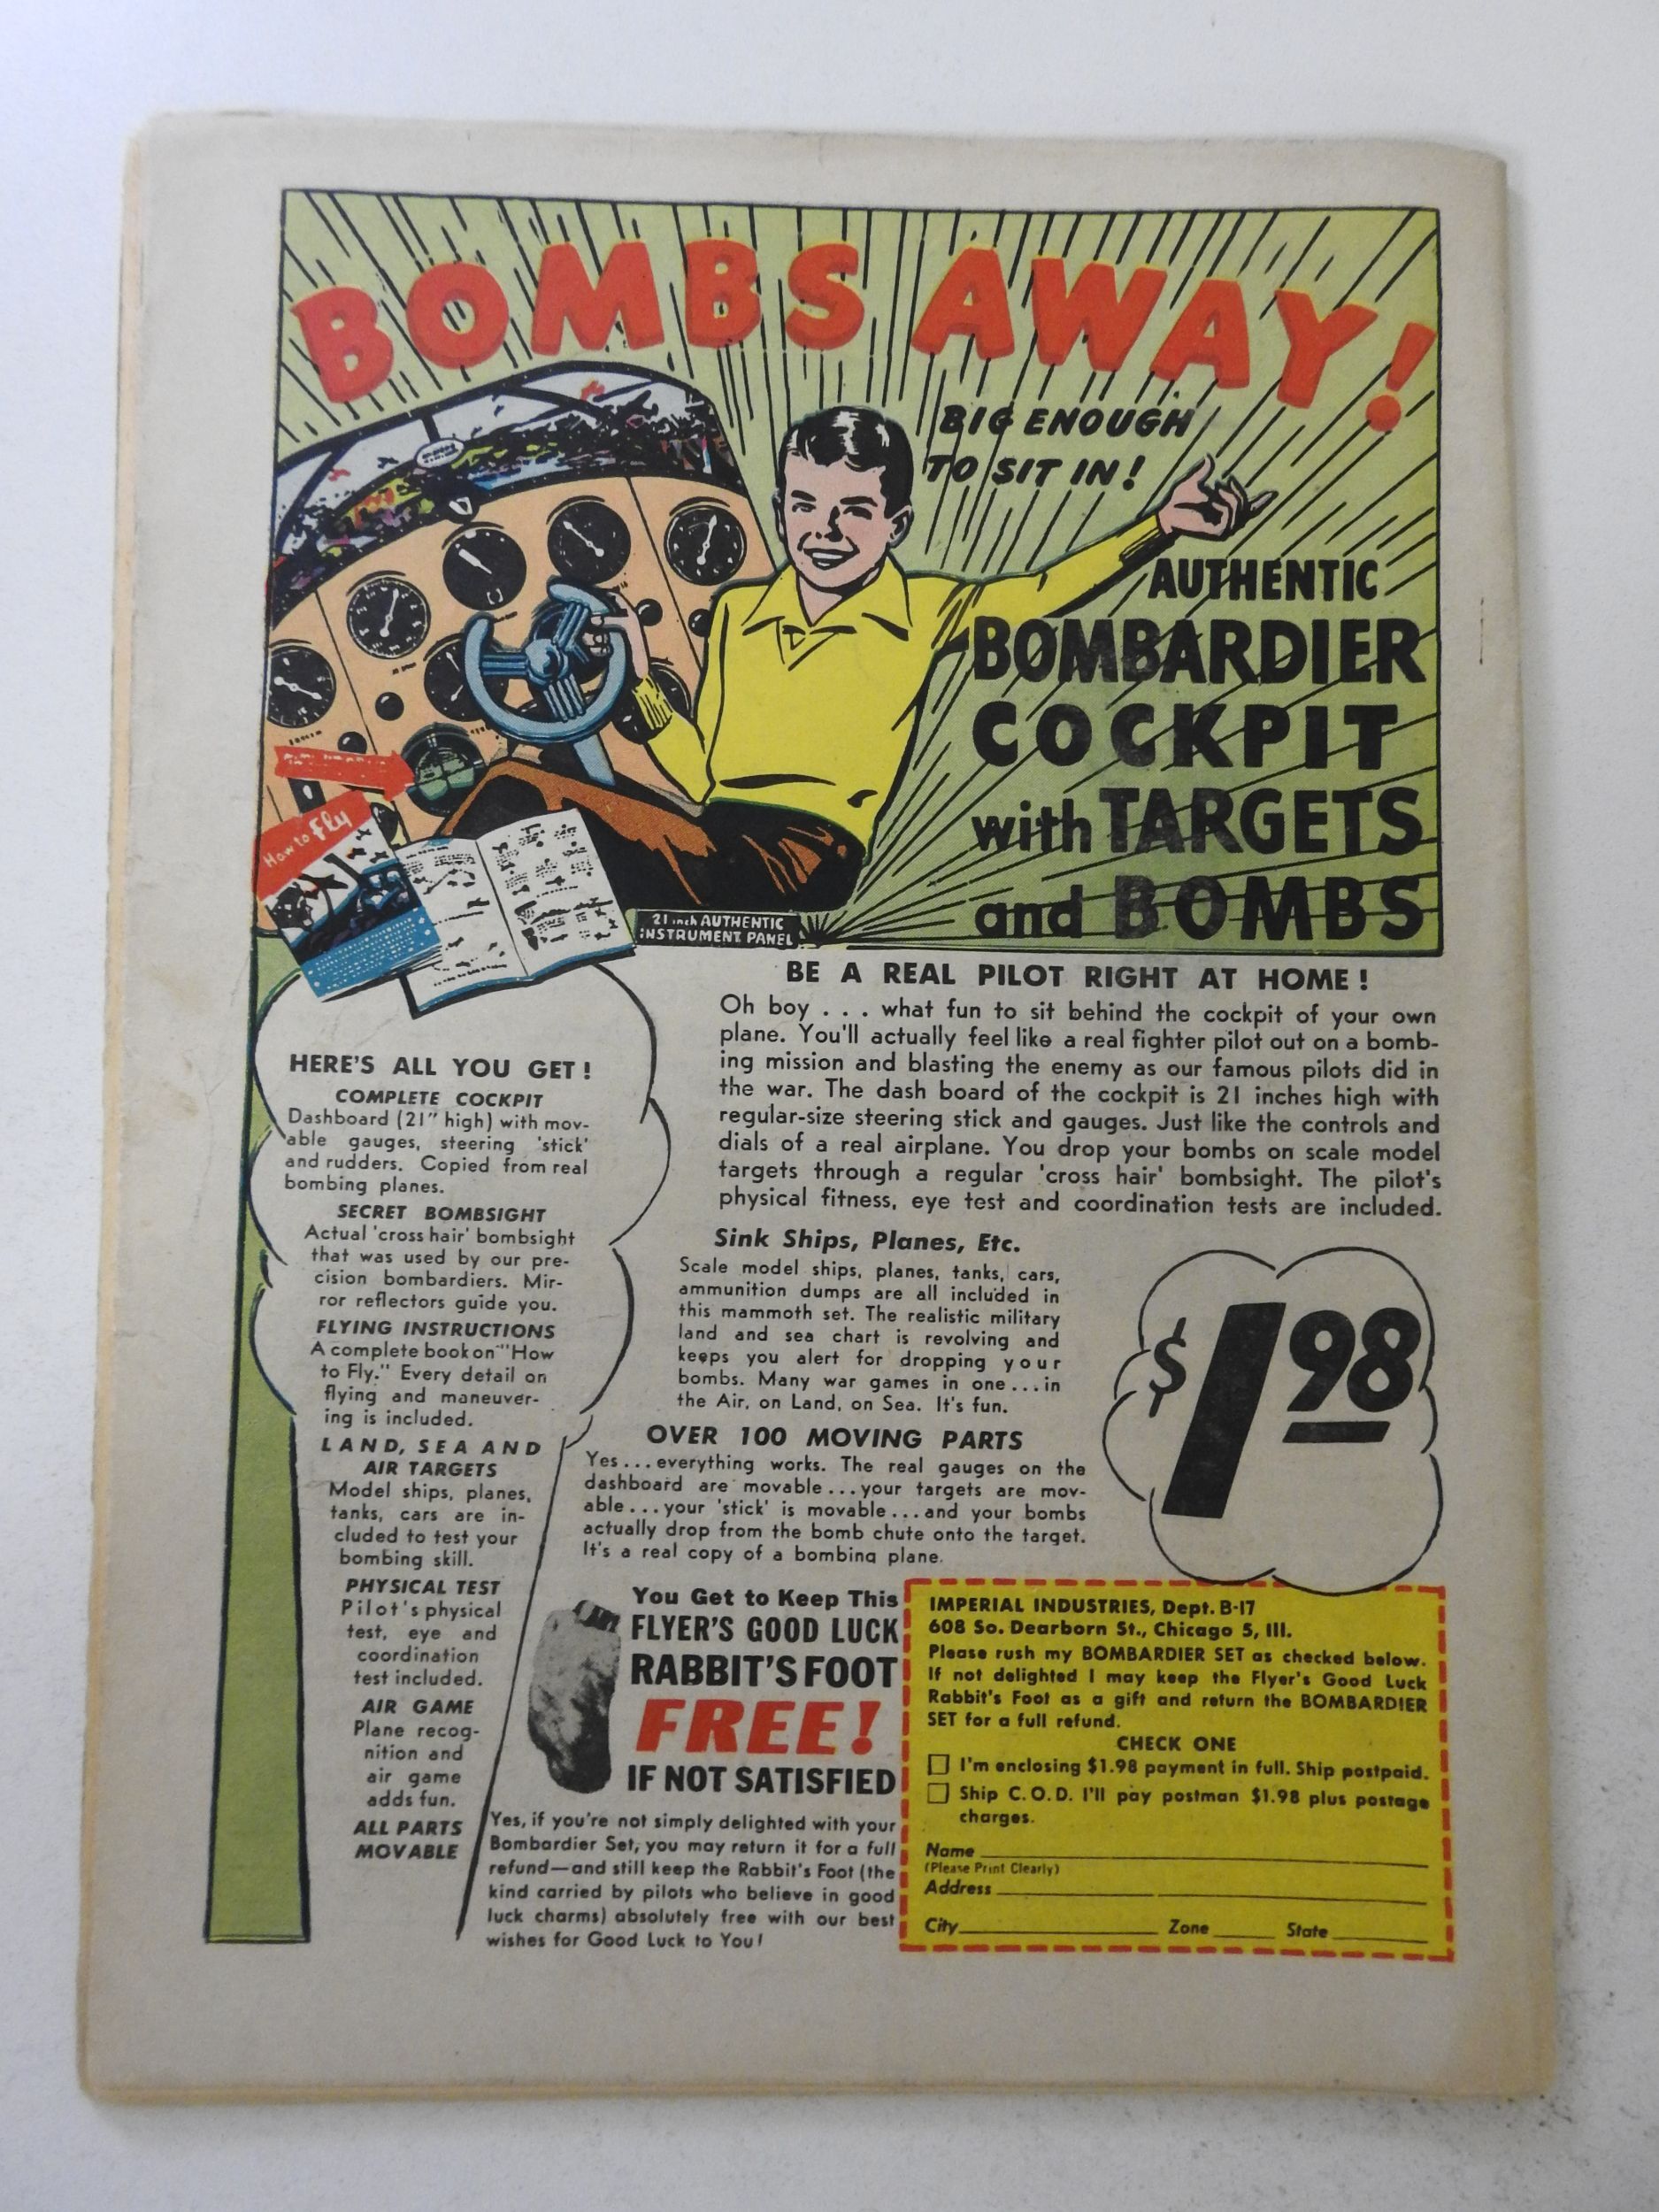 BOMBS AWAY!
BIG ENOUGH
TO SIT IN!
AUTHENTIC
BOMBARDIER
COCKPIT
with TARGETS
and BOMBS
How to Fly
21 inch AUTHENTIC
INSTRUMENT PANEL
BE A REAL PILOT RIGHT AT HOME!
Oh boy . . . what fun to sit behind the cockpit of your own
plane. You'll actually feel like a real fighter pilot out on a bomb-
ing mission and blasting the enemy as our famous pilots did in
the war. The dash board of the cockpit is 21 inches high with
regular-size steering stick and gauges. Just like the controls and
dials of a real airplane. You drop your bombs on scale model
targets through a regular 'cross hair' bombsight. The pilot's
physical fitness, eye test and coordination tests are included.
HERE'S ALL YOU GET!
COMPLETE COCKPIT
Dashboard (21" high) with mov-
able gauges, steering 'stick'
and rudders. Copied from real
bombing planes.
SECRET BOMBSIGHT
Actual 'cross hair' bombsight
that was used by our pre-
cision bombardiers. Mir-
ror reflectors guide you.
FLYING INSTRUCTIONS
A complete book on "How
to Fly." Every detail on
flying and maneuver-
ing is included.
LAND, SEA AND
AIR TARGETS
Model ships, planes,
tanks, cars are in-
cluded to test your
bombing skill.
PHYSICAL TEST
Pilot's physical
test, eye and
coordination
test included.
AIR GAME
Plane recog-
nition and
air game
adds fun.
ALL PARTS
MOVABLE
Sink Ships, Planes, Etc.
Scale model ships, planes, tanks, cars,
ammunition dumps are all included in
this mammoth set. The realistic military
land and sea chart is revolving and
keeps you alert for dropping your
bombs. Many war games in one...in
the Air, on Land, on Sea. It's fun.
$1.98
OVER 100 MOVING PARTS
Yes...everything works. The real gauges on the
dashboard are movable...your targets are mov-
able...your 'stick' is movable...and your bombs
actually drop from the bomb chute onto the target.
It's a real copy of a bombing plane.
You Get to Keep This
FLYER'S GOOD LUCK
RABBIT'S FOOT
FREE!
IF NOT SATISFIED
Yes, if you're not simply delighted with your
Bombardier Set, you may return it for a full
refund—and still keep the Rabbit's Foot (the
kind carried by pilots who believe in good
luck charms) absolutely free with our best
wishes for Good Luck to You!
IMPERIAL INDUSTRIES, Dept. B-17
608 So. Dearborn St., Chicago 5, Ill.
Please rush my BOMBARDIER SET as checked below.
If not delighted I may keep the Flyer's Good Luck
Rabbit's Foot as a gift and return the BOMBARDIER
SET for a full refund.
CHECK ONE
I'm enclosing $1.98 payment in full. Ship postpaid.
Ship C.O.D. I'll pay postman $1.98 plus postage
charges.
Name
(Please Print Clearly)
Address
City Zone State